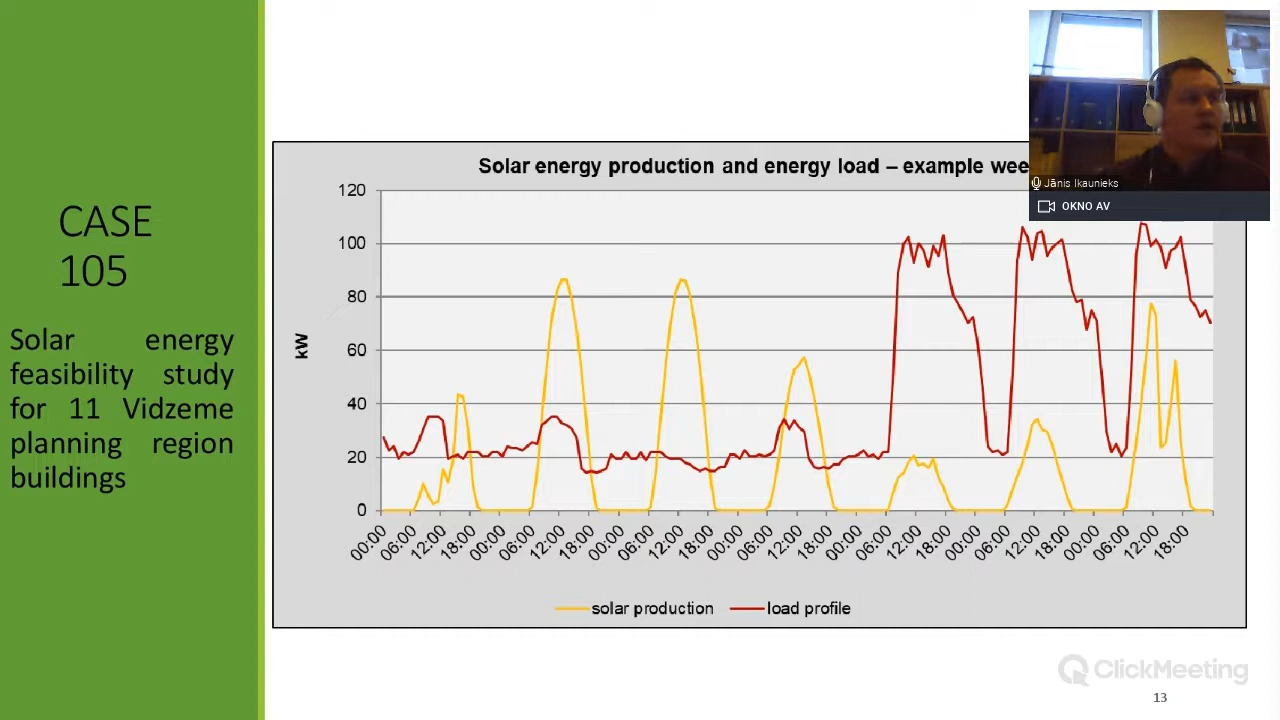 CASE
105
Solar energy
feasibility study
for 11 Vidzeme
planning region
buildings
Solar energy production and energy load – example wee
120
100
80
60
40
20
0
kW
00:00 06:00 12:00 18:00 00:00 06:00 12:00 18:00 00:00 06:00 12:00 18:00 00:00 06:00 12:00 18:00 00:00 06:00 12:00 18:00 00:00 06:00 12:00 18:00 00:00 06:00 12:00 18:00
solar production load profile
Jānis Ikaunieks
OKNO AV
ClickMeeting
13